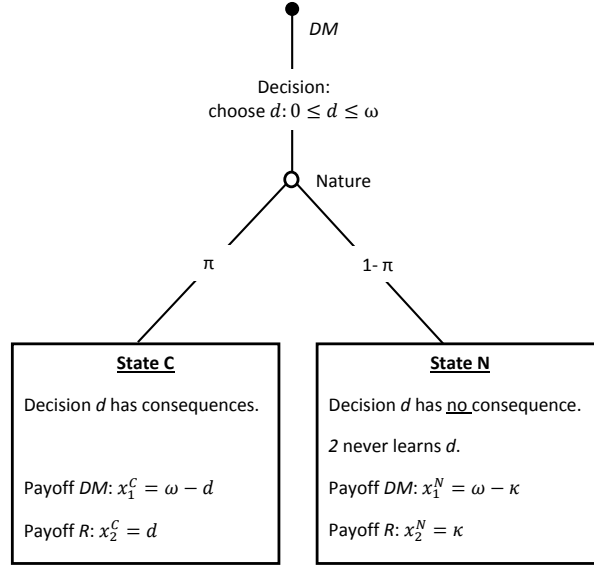 DM
Decision:
choose d: 0 ≤ d ≤ ω
Nature
π
1- π
State C
Decision d has consequences.
Payoff DM: x₁ᶜ = ω − d
Payoff R: x₂ᶜ = d
State N
Decision d has no consequence.
2 never learns d.
Payoff DM: x₁ᴺ = ω − κ
Payoff R: x₂ᴺ = κ